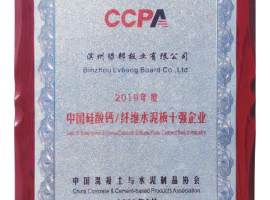 CCPA
滨州绿邦板业有限公司
Binzhou Lvbang Board Co.,Ltd
2019年度
中国硅酸钙/纤维水泥板十强企业
中国混凝土与水泥制品协会
China Concrete & Cement-based Products Association